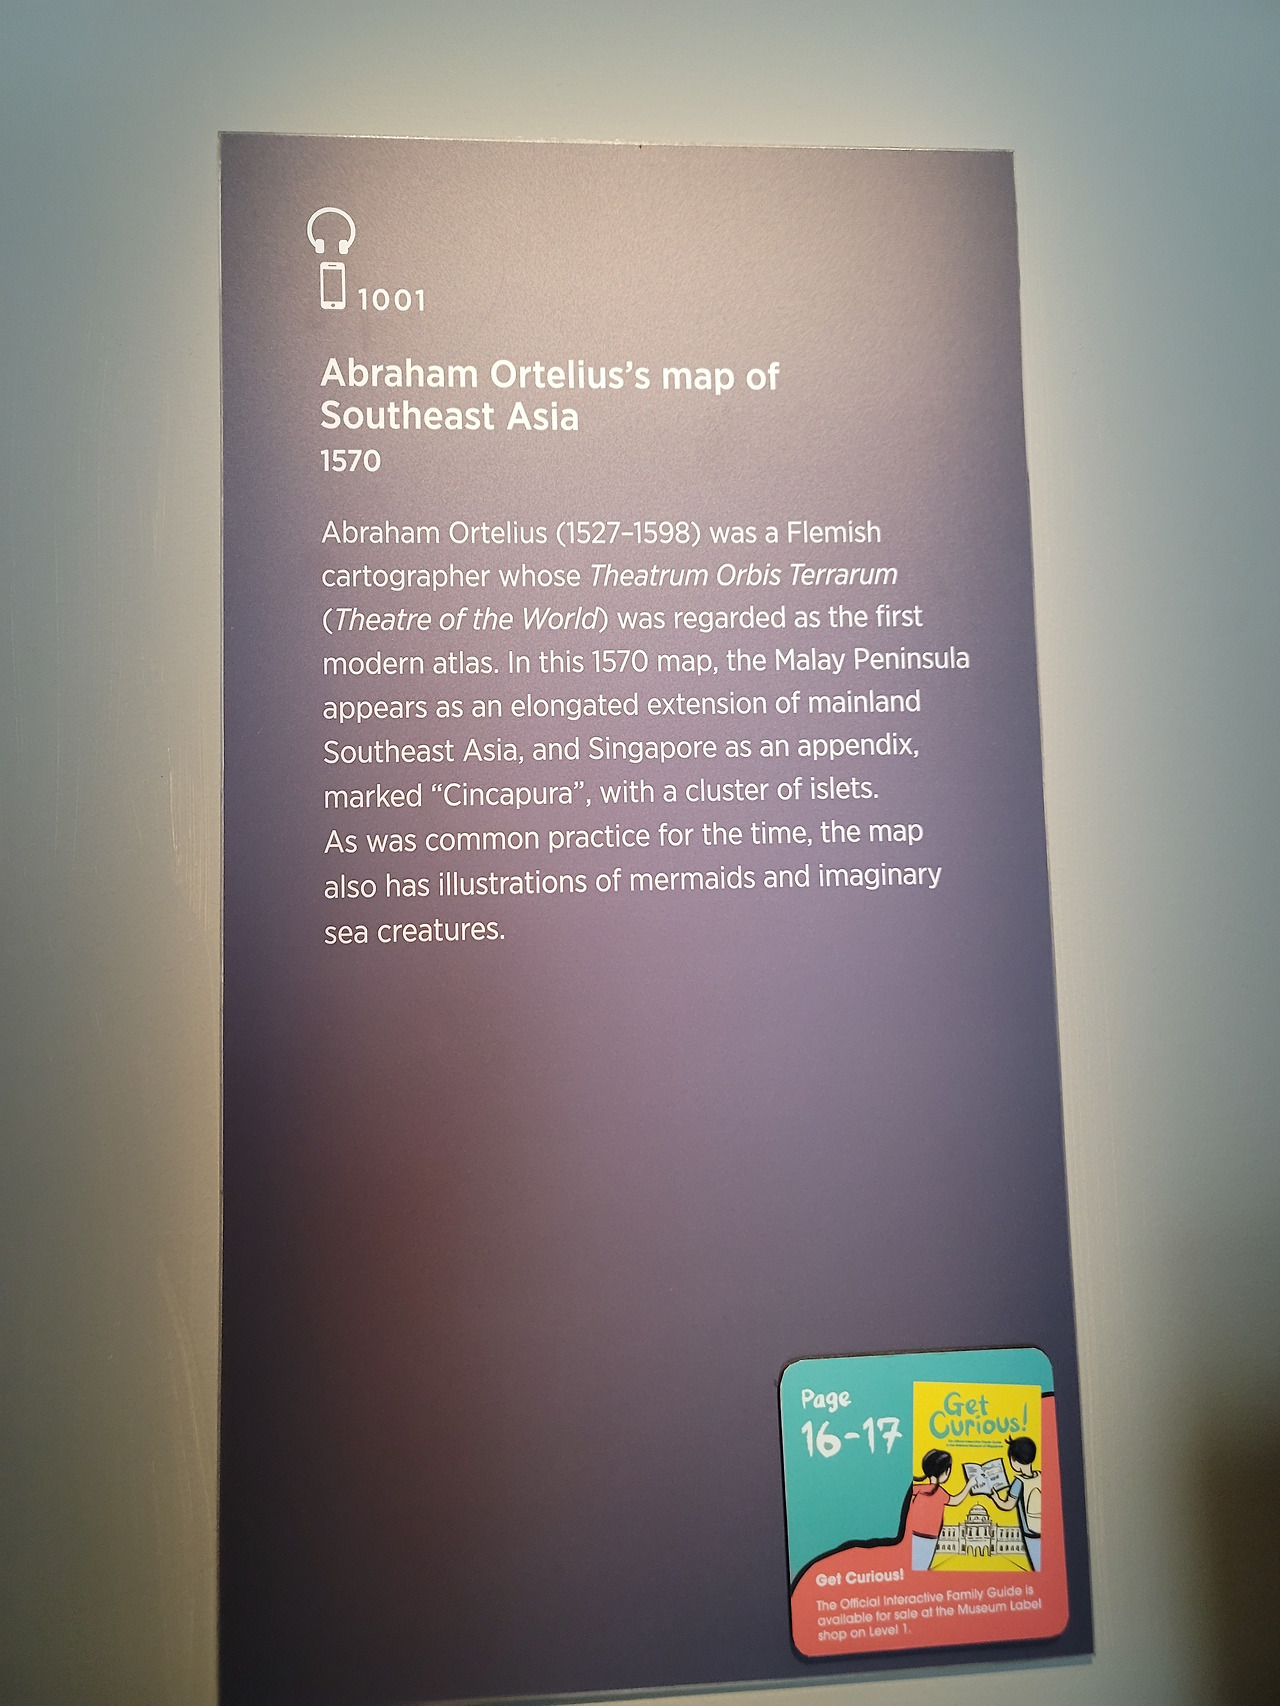 1001
Abraham Ortelius’s map of
Southeast Asia
1570
Abraham Ortelius (1527–1598) was a Flemish
cartographer whose Theatrum Orbis Terrarum
(Theatre of the World) was regarded as the first
modern atlas. In this 1570 map, the Malay Peninsula
appears as an elongated extension of mainland
Southeast Asia, and Singapore as an appendix,
marked “Cincapura”, with a cluster of islets.
As was common practice for the time, the map
also has illustrations of mermaids and imaginary
sea creatures.
Page
16-17
Get
Curious!
Get Curious!
The Official Interactive Family Guide is
available for sale at the Museum Label
shop on Level 1.